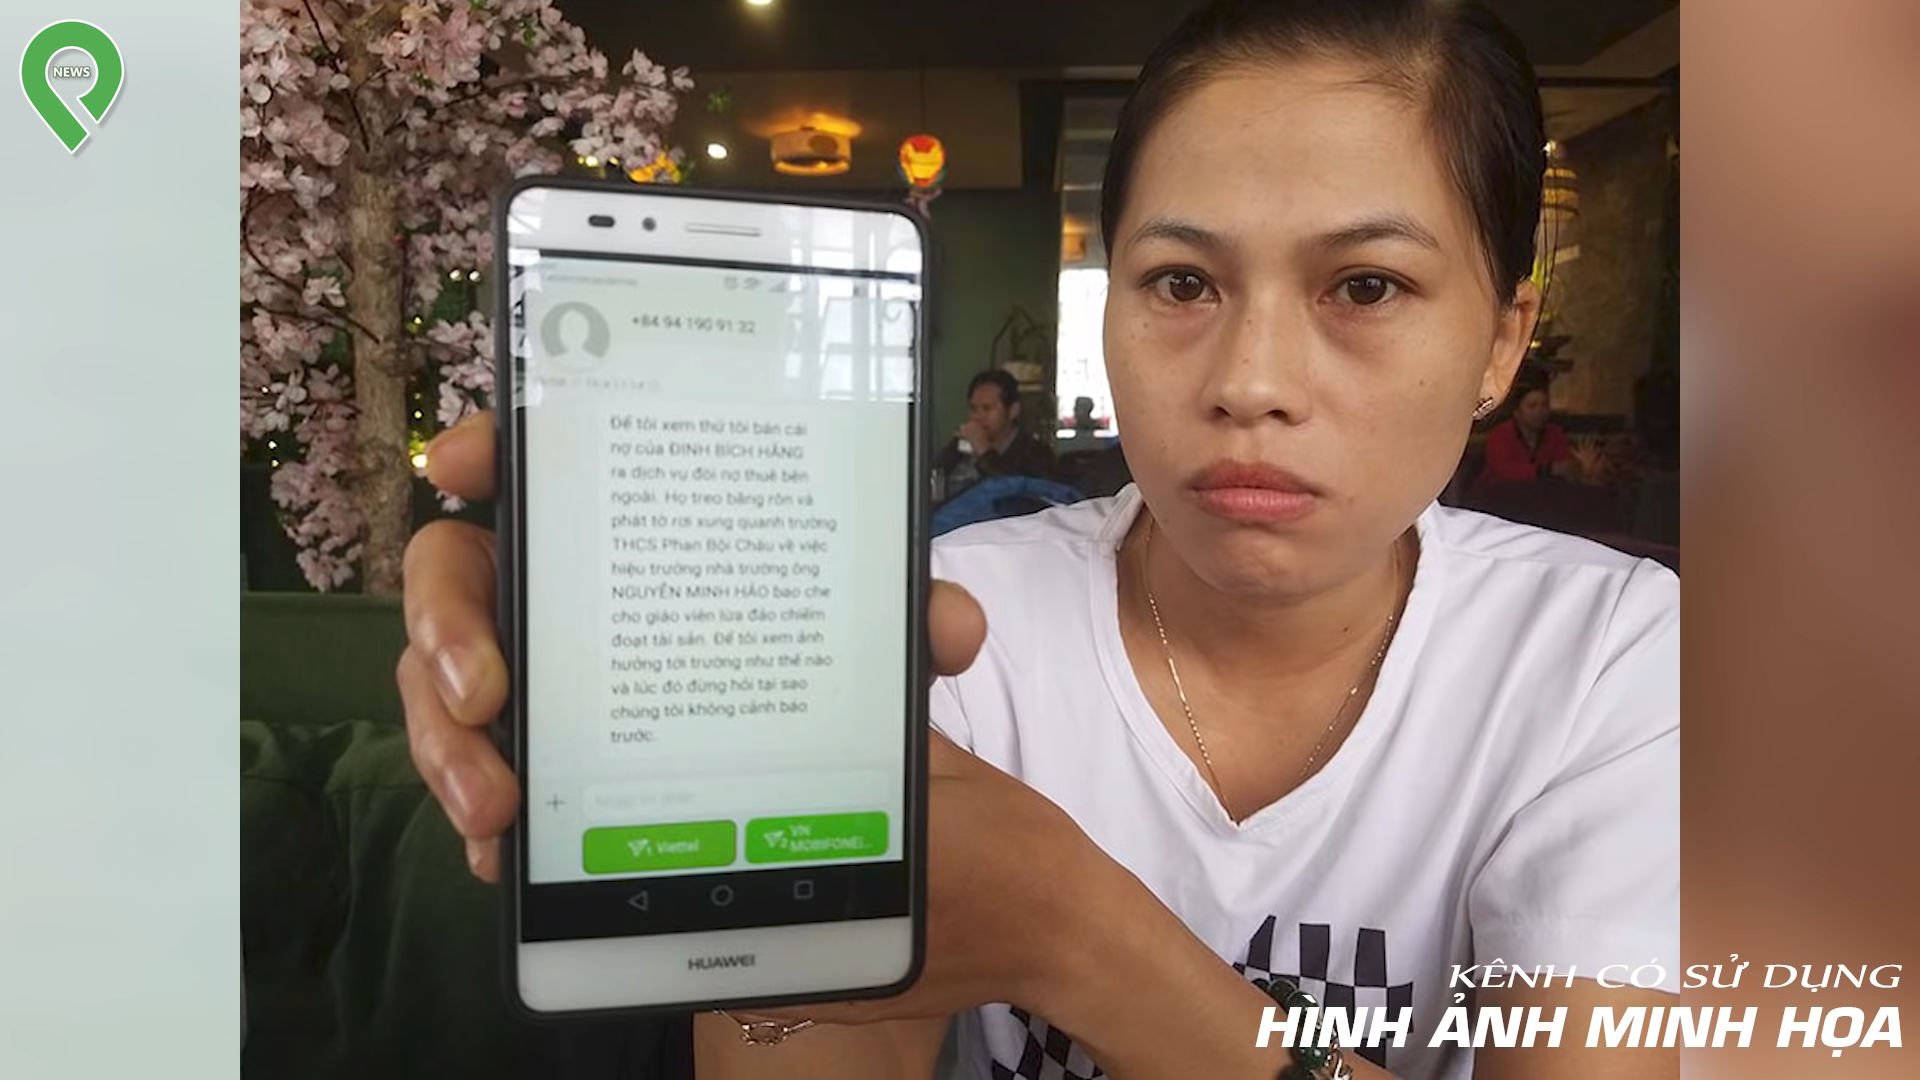 NEWS
+84 94 190 91 32
Để tôi xem thử tôi bán cái
nợ của ĐINH BÍCH HẰNG
ra dịch vụ đòi nợ thuê bên
ngoài. Họ treo băng rôn và
phát tờ rơi xung quanh trường
THCS Phan Bội Châu về việc
hiệu trưởng nhà trường ông
NGUYỄN MINH HẢO bao che
cho giáo viên lừa đảo chiếm
đoạt tài sản. Để tôi xem ảnh
hưởng tới trường như thế nào
và lúc đó đừng hỏi tại sao
chúng tôi không cảnh báo
trước.
1 Viettel
2 VN
MOBIFONE|...
HUAWEI
KÊNH CÓ SỬ DỤNG
HÌNH ẢNH MINH HỌA